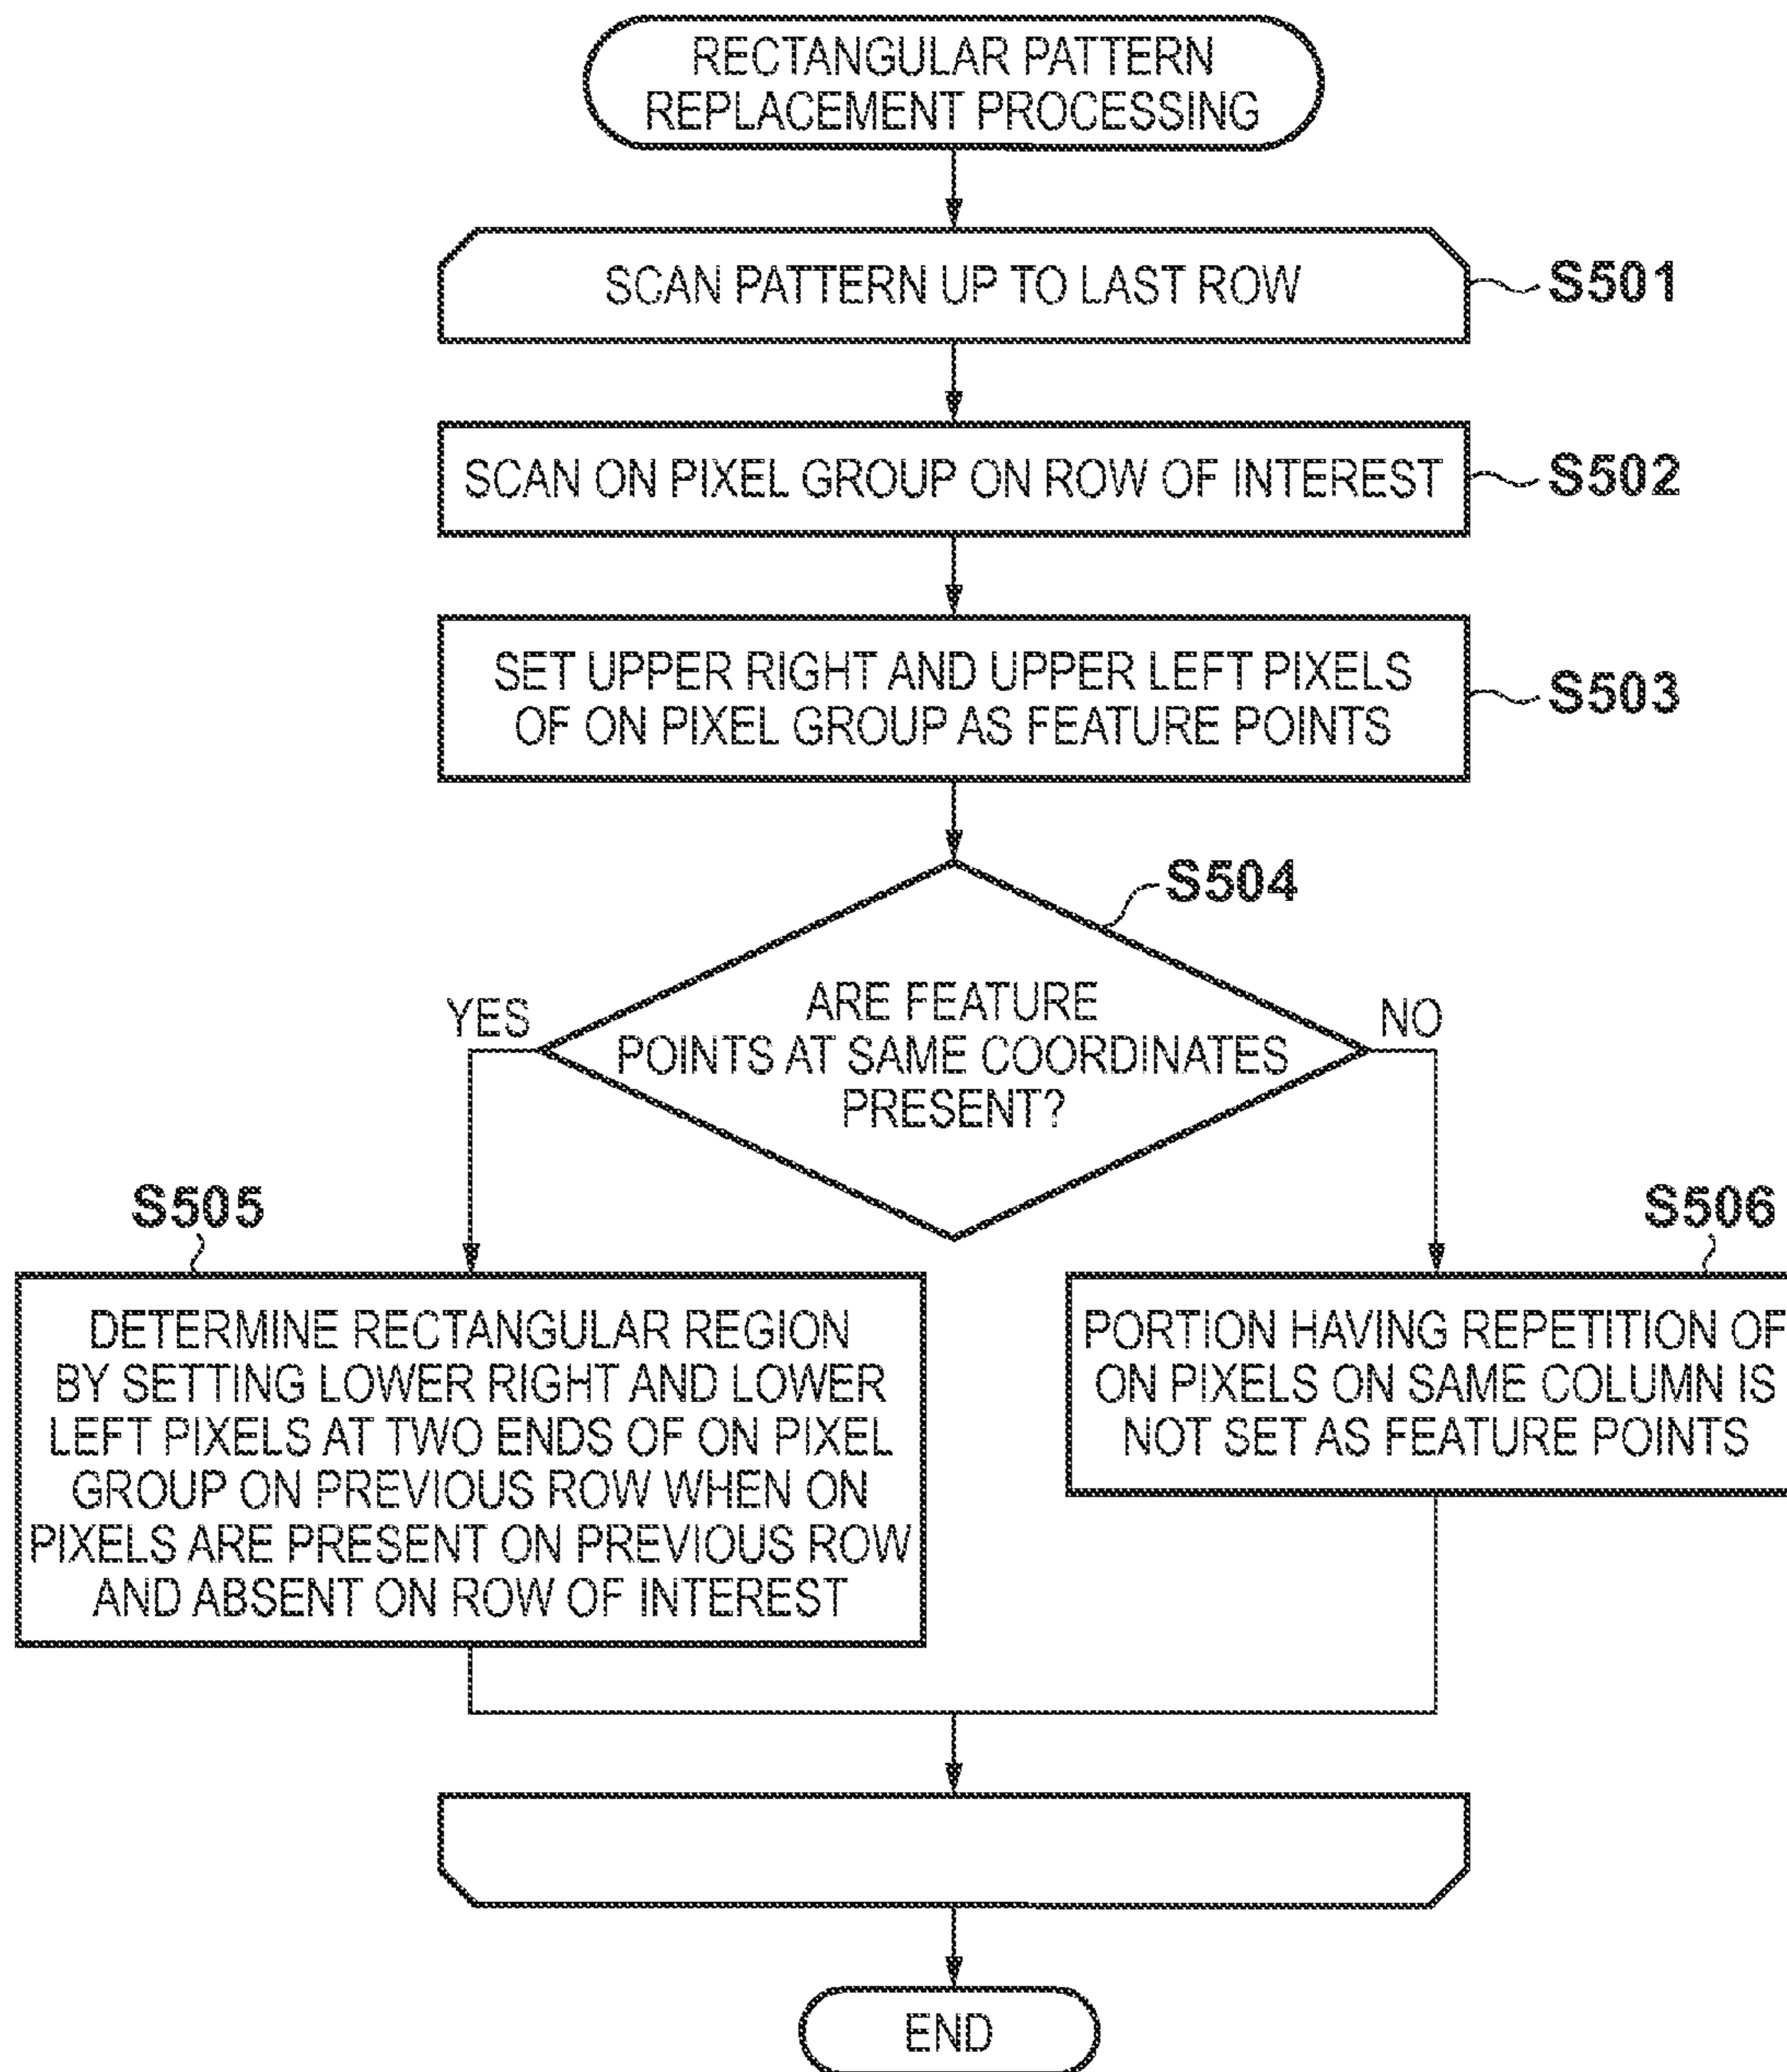 RECTANGULAR PATTERN
REPLACEMENT PROCESSING
SCAN PATTERN UP TO LAST ROW
S501
SCAN ON PIXEL GROUP ON ROW OF INTEREST
S502
SET UPPER RIGHT AND UPPER LEFT PIXELS
OF ON PIXEL GROUP AS FEATURE POINTS
S503
S504
ARE FEATURE
POINTS AT SAME COORDINATES
PRESENT?
YES
NO
S505
DETERMINE RECTANGULAR REGION
BY SETTING LOWER RIGHT AND LOWER
LEFT PIXELS AT TWO ENDS OF ON PIXEL
GROUP ON PREVIOUS ROW WHEN ON
PIXELS ARE PRESENT ON PREVIOUS ROW
AND ABSENT ON ROW OF INTEREST
S506
PORTION HAVING REPETITION OF
ON PIXELS ON SAME COLUMN IS
NOT SET AS FEATURE POINTS
END